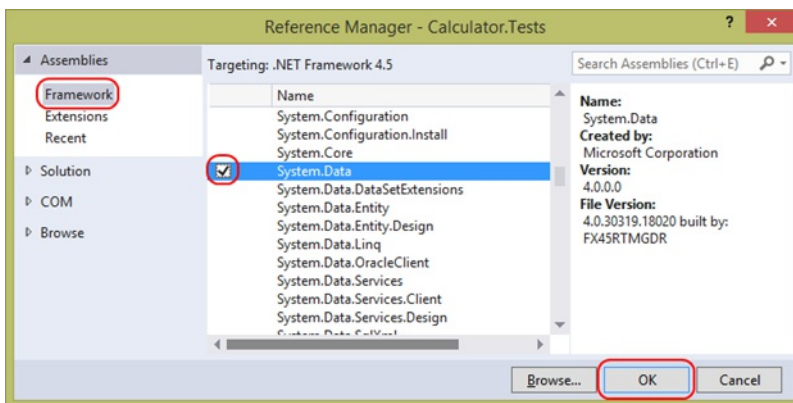 Reference Manager - Calculator.Tests
?
Assemblies
Framework
Extensions
Recent
Solution
COM
Browse
Targeting: .NET Framework 4.5
Name
System.Configuration
System.Configuration.Install
System.Core
System.Data
System.Data.DataSetExtensions
System.Data.Entity
System.Data.Entity.Design
System.Data.Linq
System.Data.OracleClient
System.Data.Services
System.Data.Services.Client
System.Data.Services.Design
System.Data.SqlXml
Search Assemblies (Ctrl+E)
Name:
System.Data
Created by:
Microsoft Corporation
Version:
4.0.0.0
File Version:
4.0.30319.18020 built by:
FX45RTMGDR
Browse...
OK
Cancel